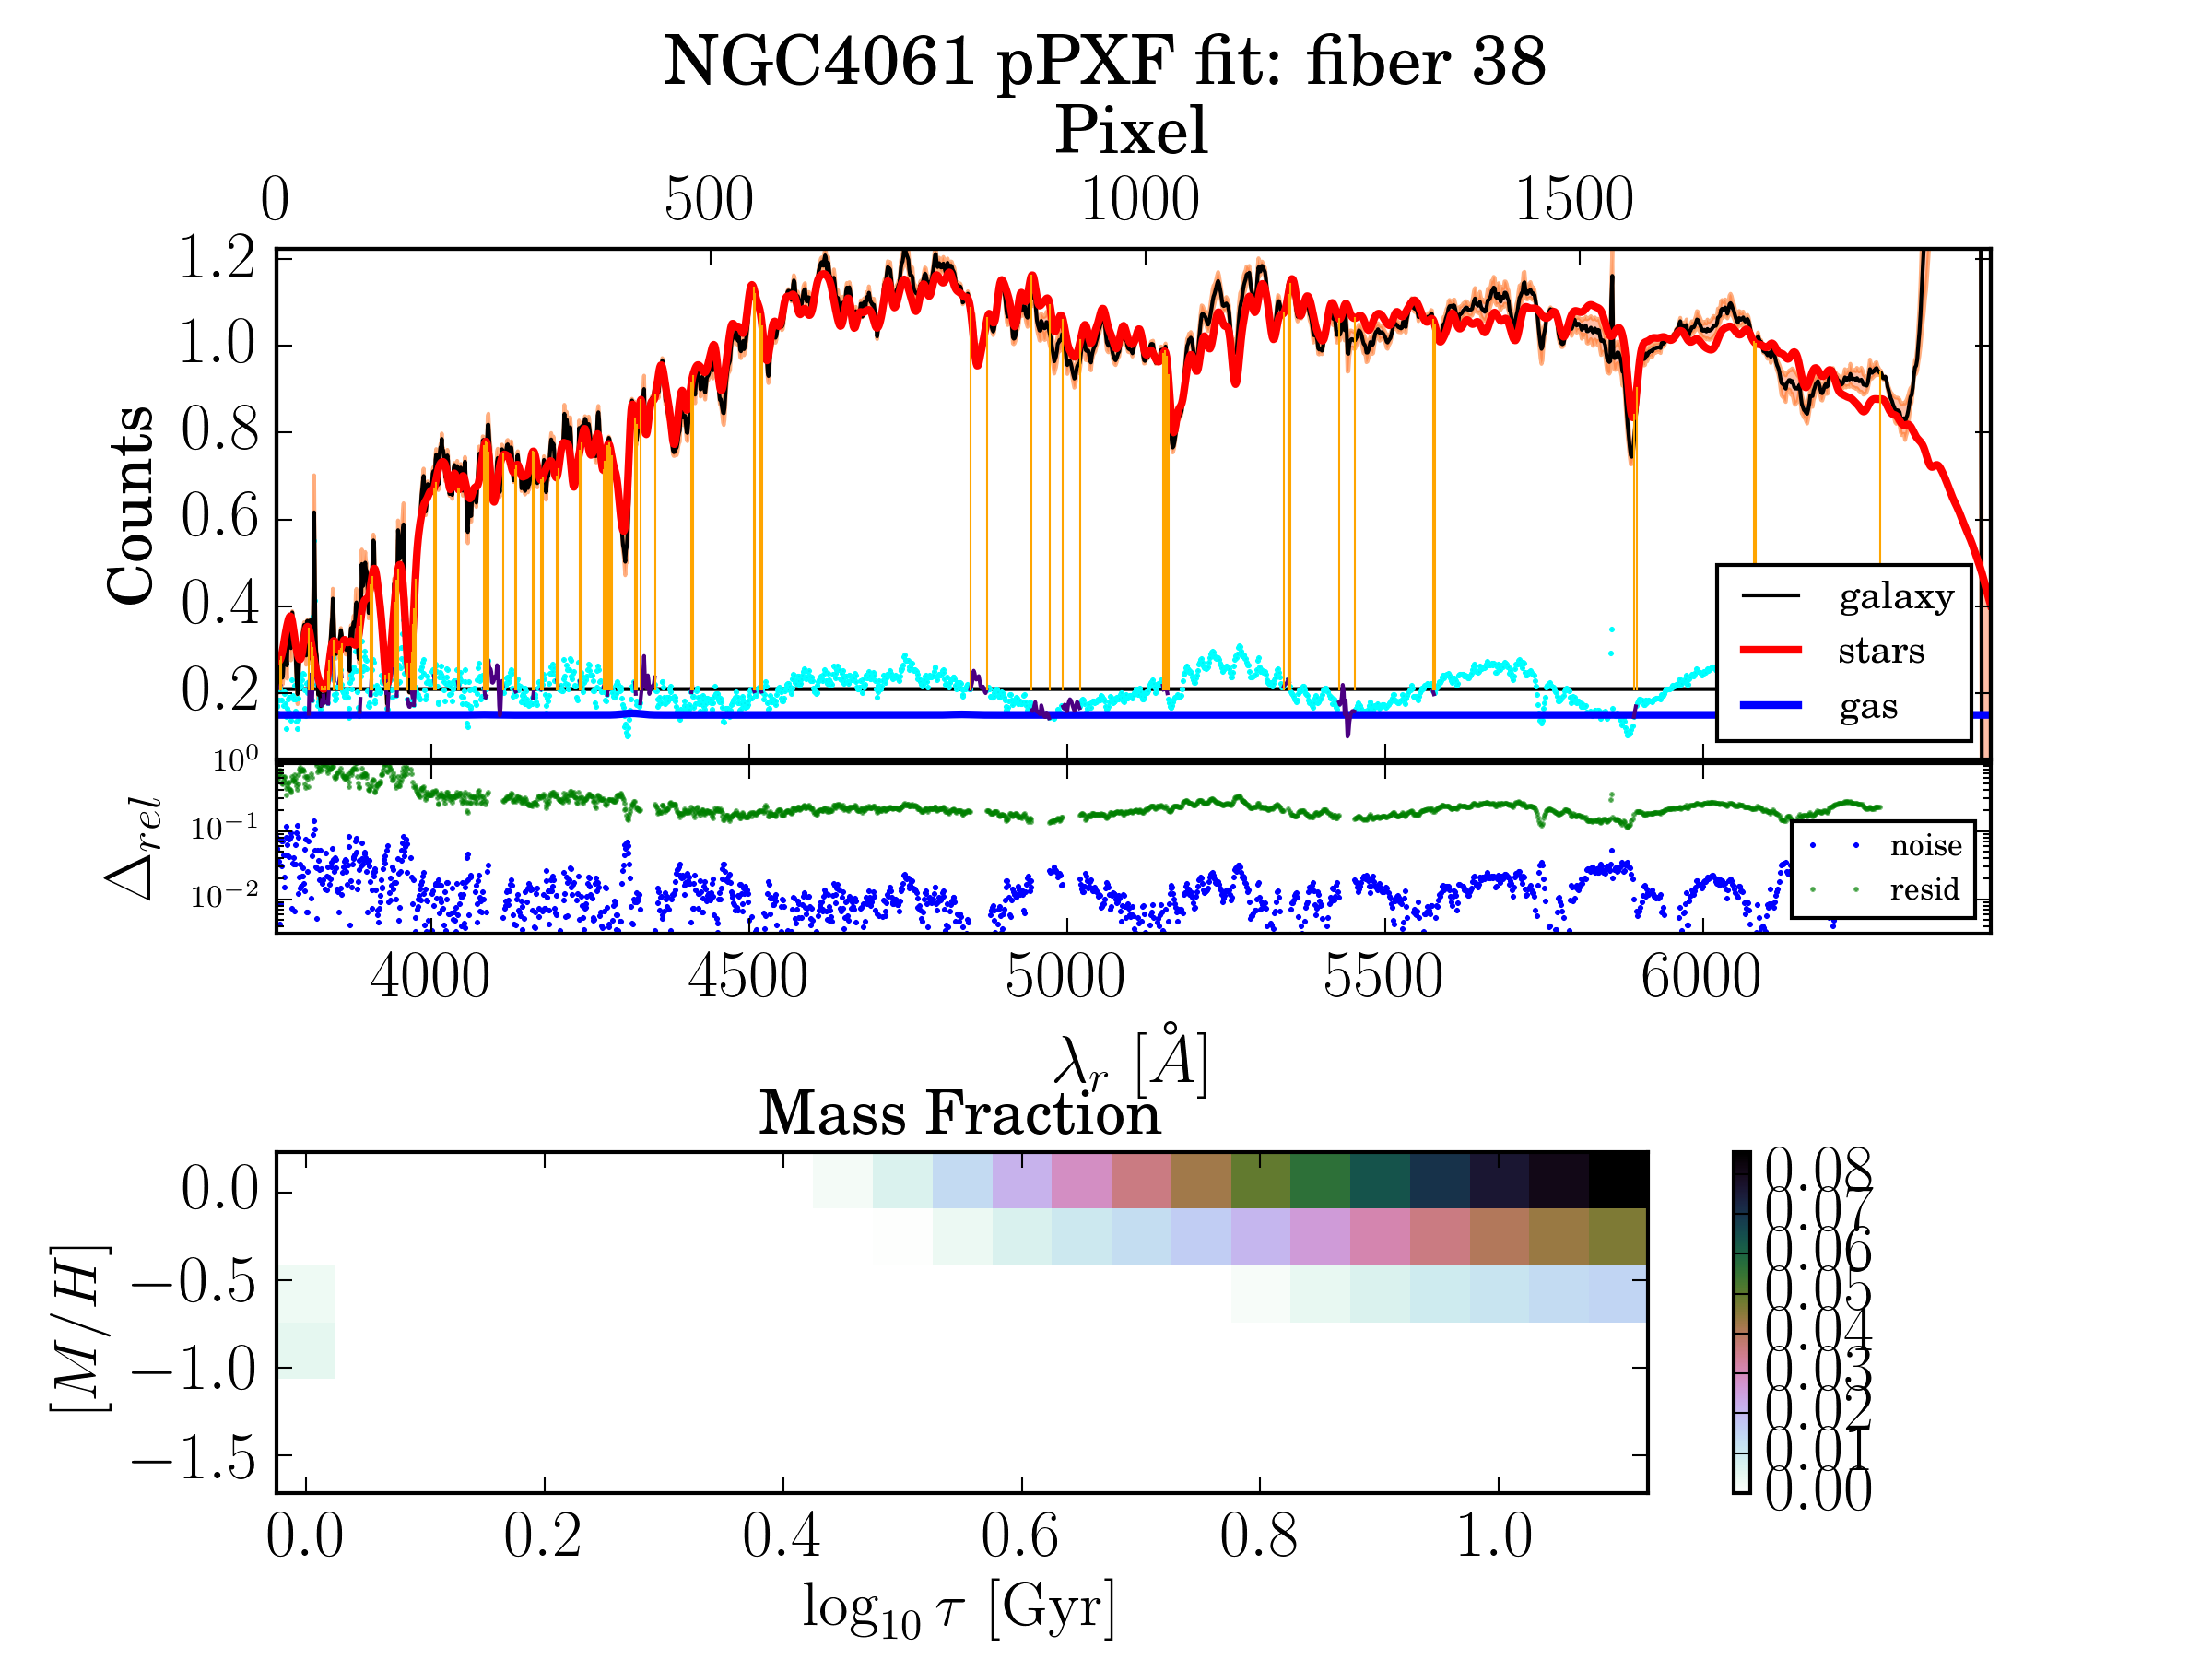 NGC4061 pPXF fit: fiber 38
Pixel
0 500 1000 1500
1.2
1.0
0.8
0.6
0.4
0.2
Counts
galaxy
stars
gas
10^0
10^-1
10^-2
Δrel
noise
resid
4000 4500 5000 5500 6000
λr [Å]
Mass Fraction
0.0
−0.5
−1.0
−1.5
[M/H]
0.08
0.07
0.06
0.05
0.04
0.03
0.02
0.01
0.00
0.0 0.2 0.4 0.6 0.8 1.0
log10 τ [Gyr]